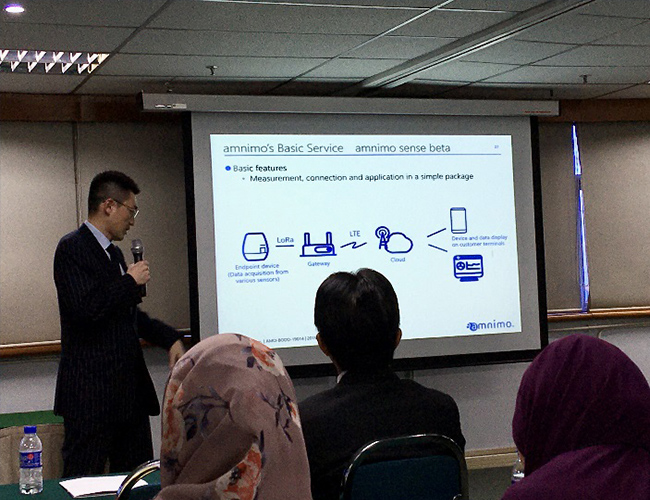 amnimo's Basic Service amnimo sense beta
Basic features
Measurement, connection and application in a simple package
LoRa
LTE
Endpoint device
(Data acquisition from
various sensors)
Gateway
Cloud
Device and data display
on customer terminals
amnimo